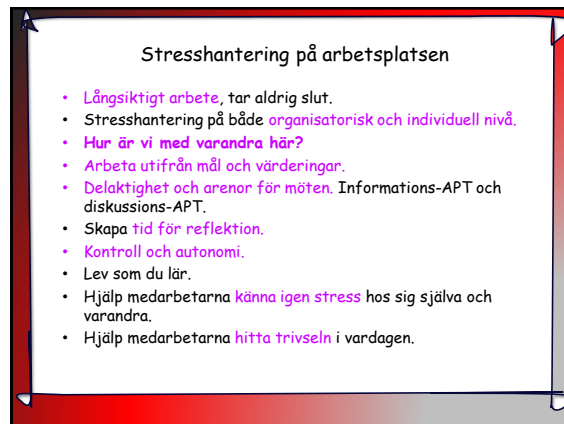 Stresshantering på arbetsplatsen
• Långsiktigt arbete, tar aldrig slut.
• Stresshantering på både organisatorisk och individuell nivå.
• Hur är vi med varandra här?
• Arbeta utifrån mål och värderingar.
• Delaktighet och arenor för möten. Informations-APT och
diskussions-APT.
• Skapa tid för reflektion.
• Kontroll och autonomi.
• Lev som du lär.
• Hjälp medarbetarna känna igen stress hos sig själva och
varandra.
• Hjälp medarbetarna hitta trivseln i vardagen.